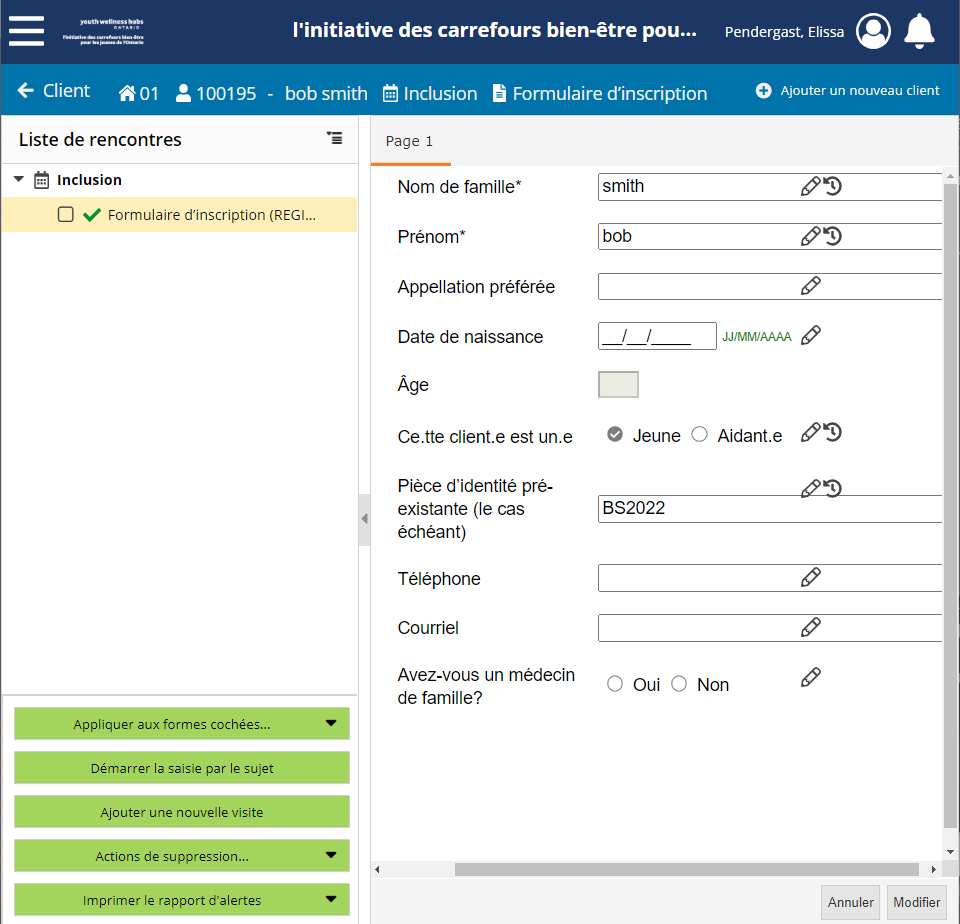 youth wellness hubs
ONTARIO
l'initiative des carrefours bien-être
pour les jeunes de l'Ontario
l'initiative des carrefours bien-être pou...
Pendergast, Elissa
Client
01
100195 - bob smith
Inclusion
Formulaire d'inscription
Ajouter un nouveau client
Liste de rencontres
Page 1
Inclusion
Formulaire d'inscription (REGI...
Nom de famille*
smith
Prénom*
bob
Appellation préférée
Date de naissance
__/__/____
JJ/MM/AAAA
Âge
Ce.tte client.e est un.e
Jeune
Aidant.e
Pièce d'identité pré-
existante (le cas
échéant)
BS2022
Téléphone
Courriel
Avez-vous un médecin
de famille?
Oui
Non
Appliquer aux formes cochées...
Démarrer la saisie par le sujet
Ajouter une nouvelle visite
Actions de suppression...
Imprimer le rapport d'alertes
Annuler
Modifier